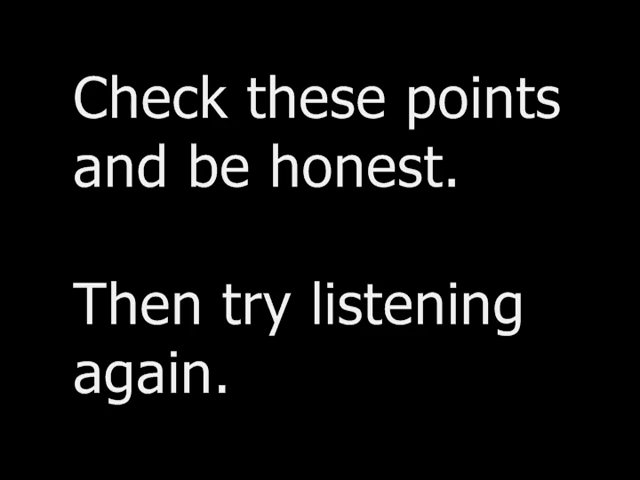 Check these points
and be honest.
Then try listening
again.